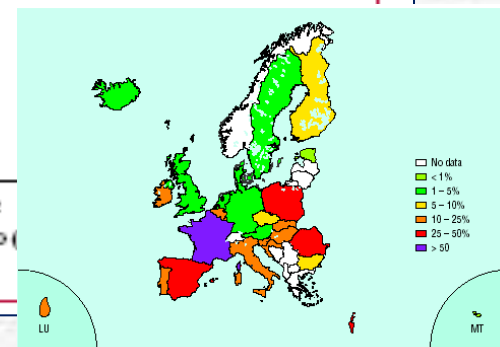 No data
< 1%
1 – 5%
5 – 10%
10 – 25%
25 – 50%
> 50
LU
MT